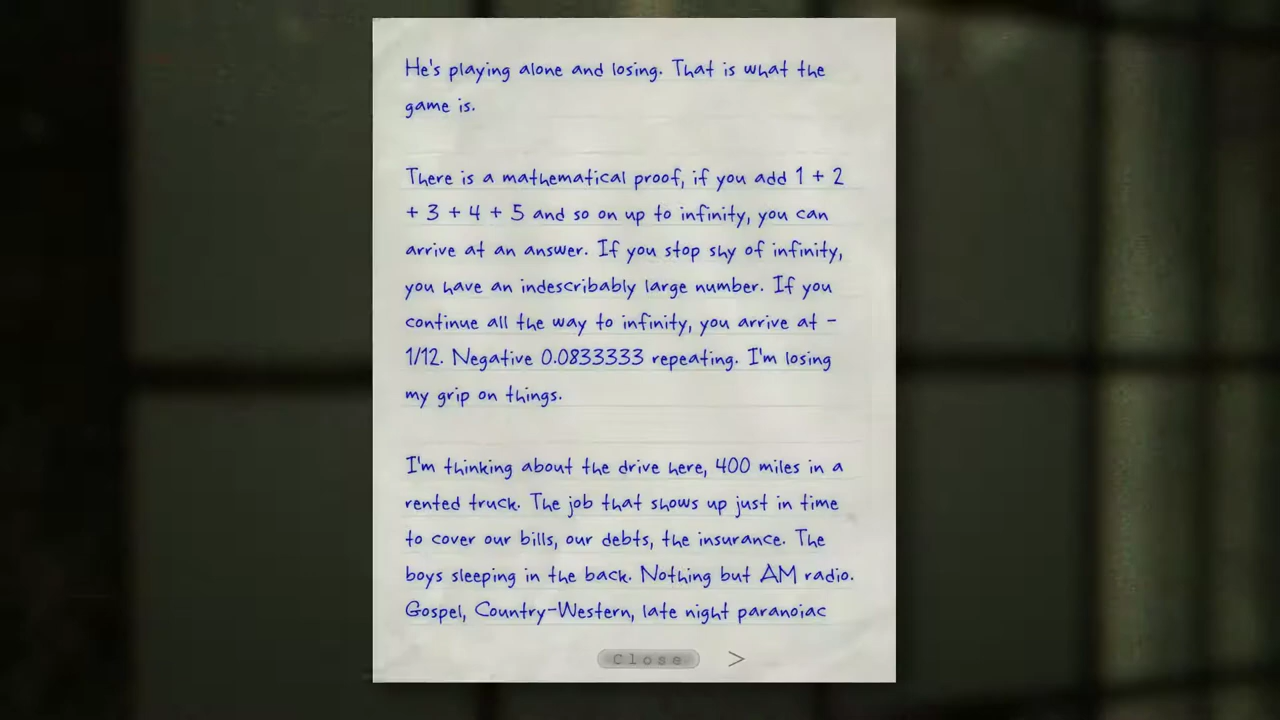 He's playing alone and losing. That is what the
game is.
There is a mathematical proof, if you add 1 + 2
+ 3 + 4 + 5 and so on up to infinity, you can
arrive at an answer. If you stop shy of infinity,
you have an indescribably large number. If you
continue all the way to infinity, you arrive at -
1/12. Negative 0.0833333 repeating. I'm losing
my grip on things.
I'm thinking about the drive here, 400 miles in a
rented truck. The job that shows up just in time
to cover our bills, our debts, the insurance. The
boys sleeping in the back. Nothing but AM radio.
Gospel, Country-Western, late night paranoiac
Close >